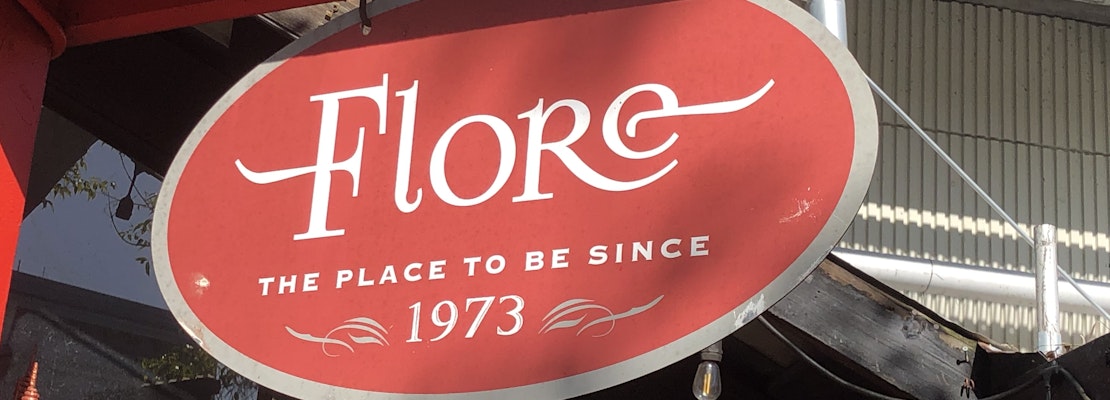 Flore
THE PLACE TO BE SINCE
1973